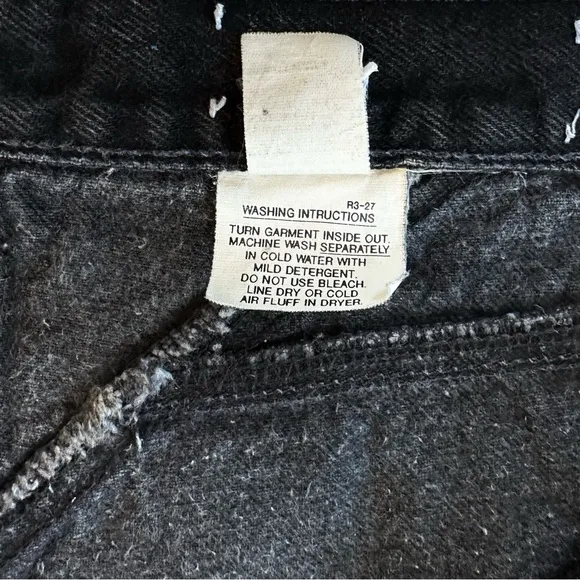 R3-27
WASHING INTRUCTIONS
TURN GARMENT INSIDE OUT.
MACHINE WASH SEPARATELY
IN COLD WATER WITH
MILD DETERGENT.
DO NOT USE BLEACH.
LINE DRY OR COLD
AIR FLUFF IN DRYER.